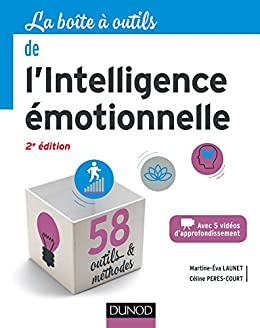 La boîte à outils
de
l'Intelligence
émotionnelle
2e édition
58
outils &
méthodes
Avec 5 vidéos
d'approfondissement
Martine-Éva LAUNET
Céline PERES-COURT
DUNOD